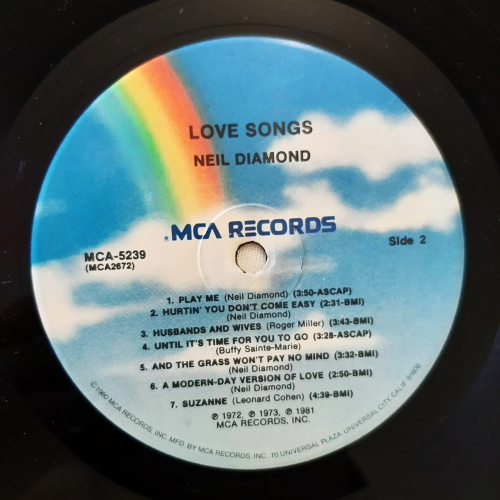 LOVE SONGS
NEIL DIAMOND
MCA RECORDS
MCA-5239
(MCA2672)
Side 2
1. PLAY ME (Neil Diamond) (3:50-ASCAP)
2. HURTIN' YOU DON'T COME EASY (2:31-BMI)
(Neil Diamond)
3. HUSBANDS AND WIVES (Roger Miller) (3:43-BMI)
4. UNTIL IT'S TIME FOR YOU TO GO (3:28-ASCAP)
(Buffy Sainte-Marie)
5. AND THE GRASS WON'T PAY NO MIND (3:32-BMI)
(Neil Diamond)
6. A MODERN-DAY VERSION OF LOVE (2:50-BMI)
(Neil Diamond)
7. SUZANNE (Leonard Cohen) (4:39-BMI)
℗ 1972, ℗ 1973, ℗ 1981
MCA RECORDS, INC.
©1980 MCA RECORDS, INC. MFD. BY MCA RECORDS, INC. 70 UNIVERSAL PLAZA, UNIVERSAL CITY, CALIF. 91608